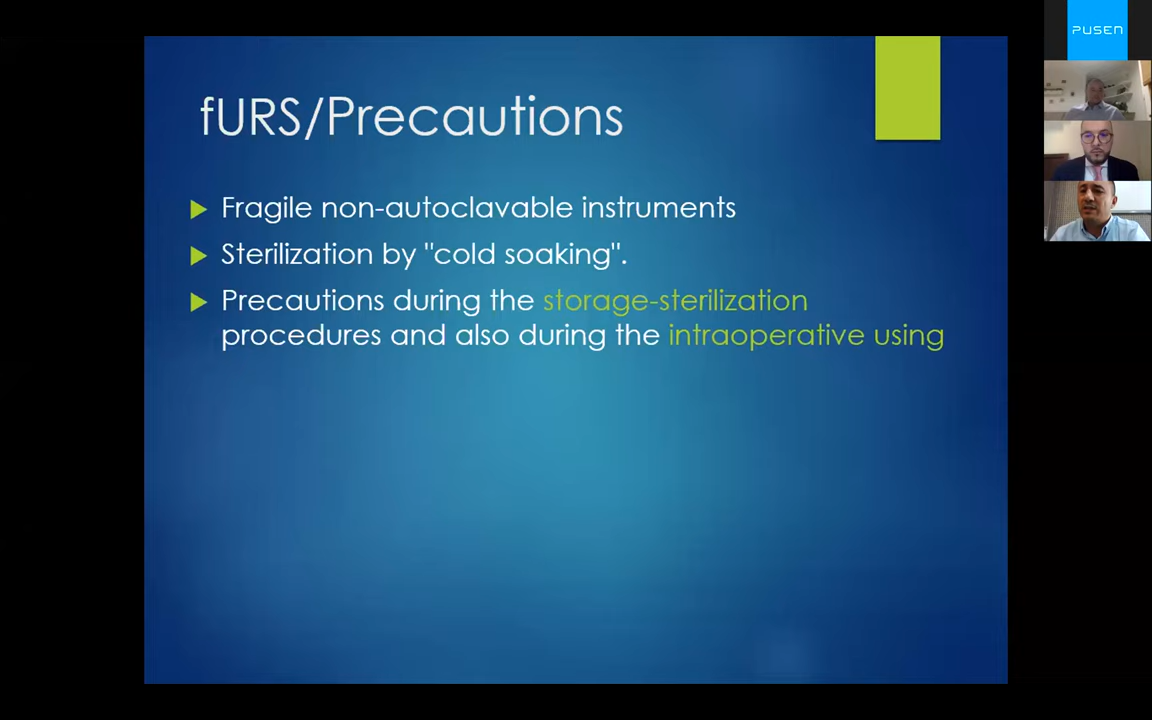 PUSEN
fURS/Precautions
Fragile non-autoclavable instruments
Sterilization by "cold soaking".
Precautions during the storage-sterilization
procedures and also during the intraoperative using